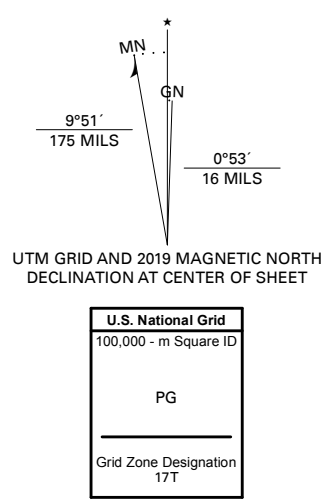 MN
GN
9°51´
175 MILS
0°53´
16 MILS
UTM GRID AND 2019 MAGNETIC NORTH
DECLINATION AT CENTER OF SHEET
U.S. National Grid
100,000 - m Square ID
PG
Grid Zone Designation
17T